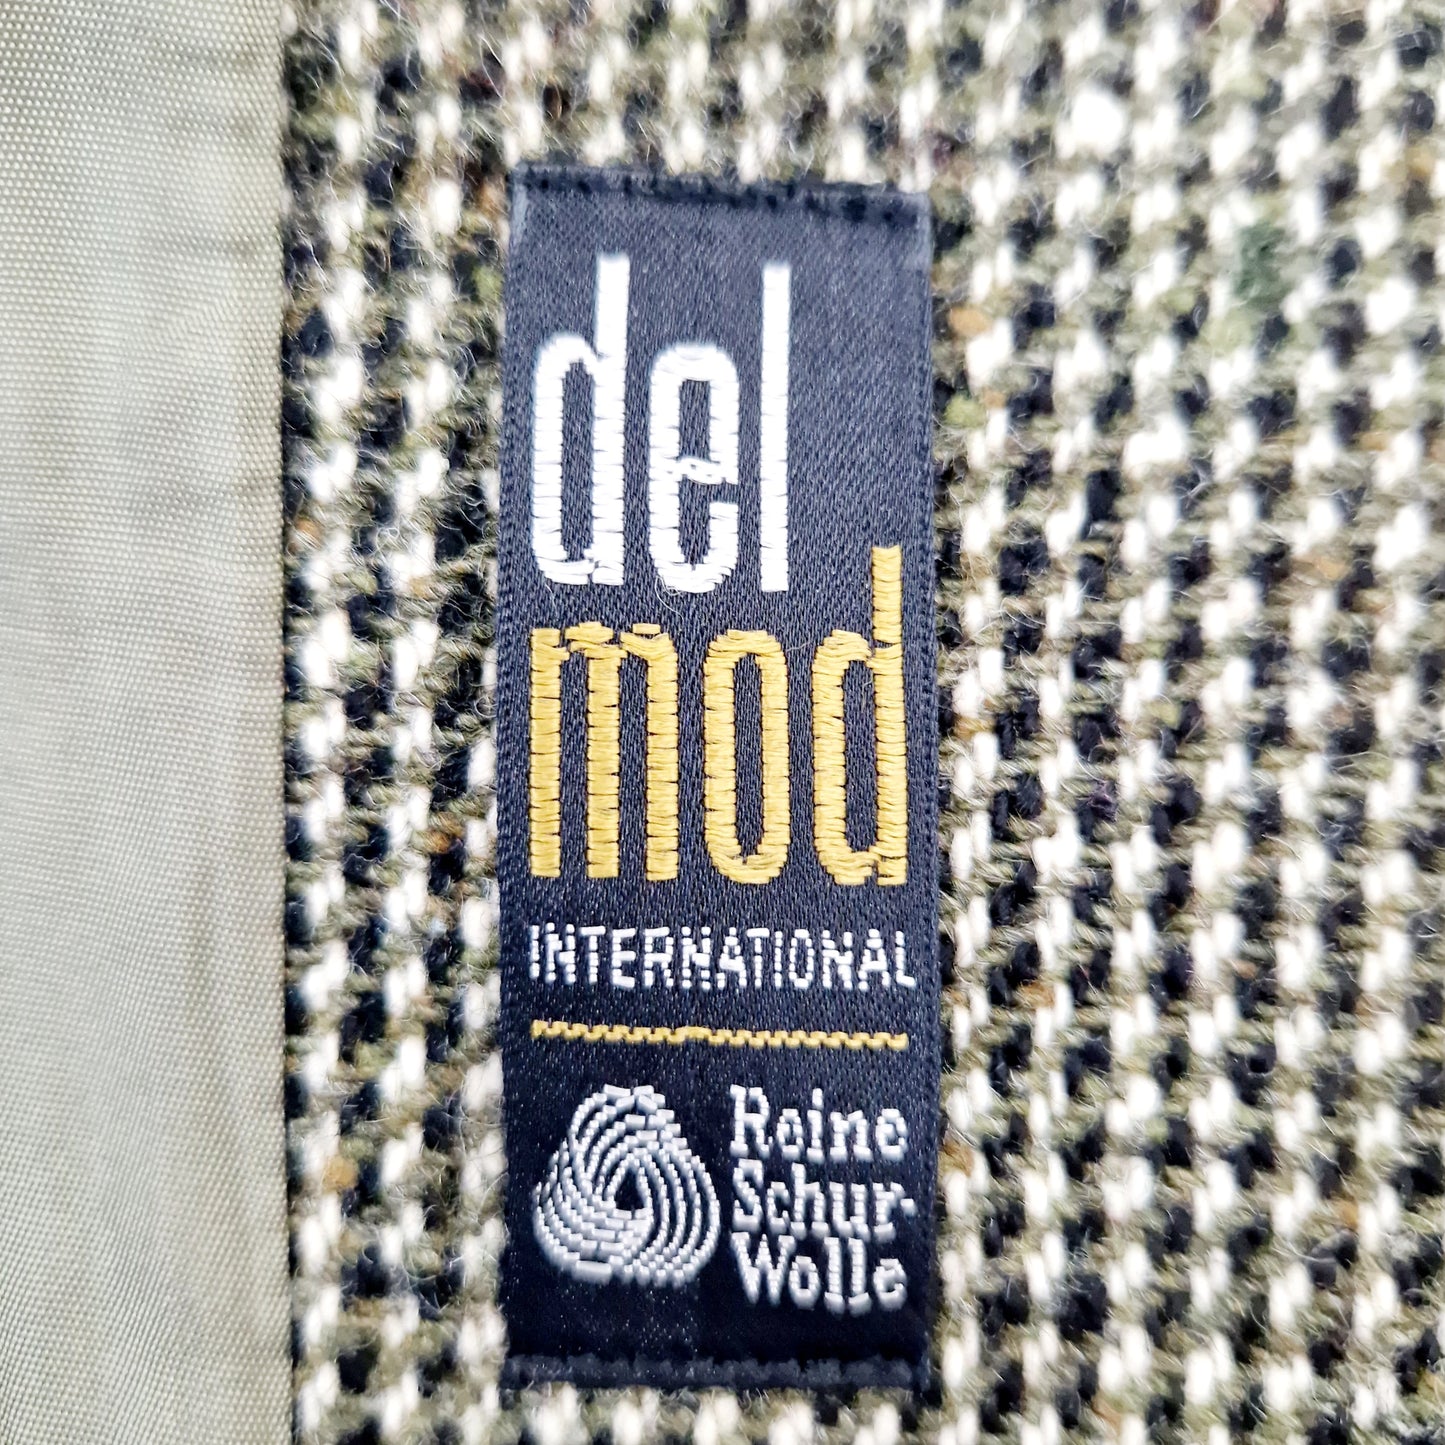 del
mod
INTERNATIONAL
Reine
Schur-
Wolle